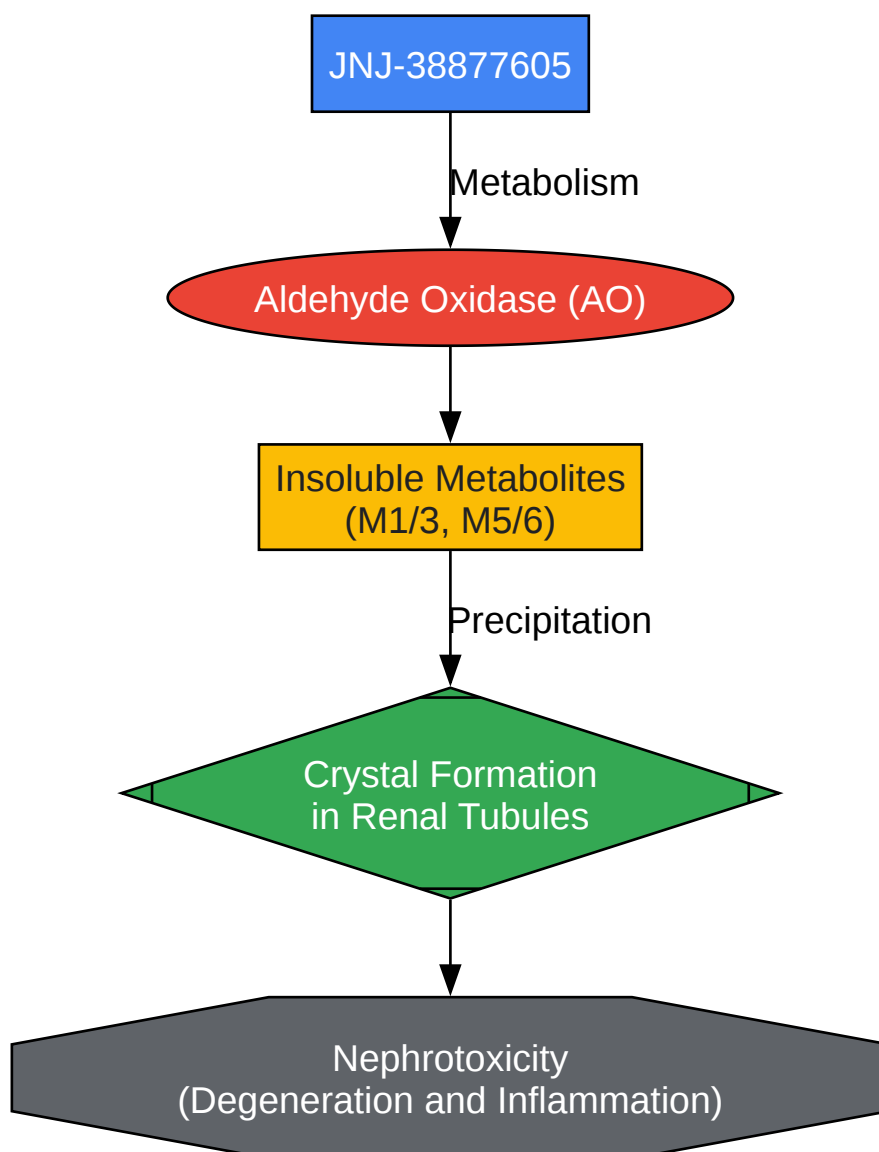 JNJ-38877605
Metabolism
Aldehyde Oxidase (AO)
Insoluble Metabolites
(M1/3, M5/6)
Precipitation
Crystal Formation
in Renal Tubules
Nephrotoxicity
(Degeneration and Inflammation)